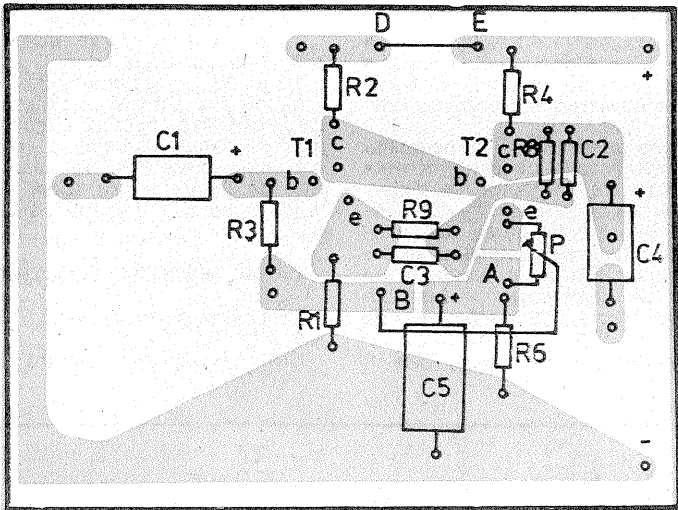 D E
+
R2 R4
C1 + T1 c T2 c R8 C2
b b +
R3 e R9 e P
C3 A C4
R1 B + R6
C5
-